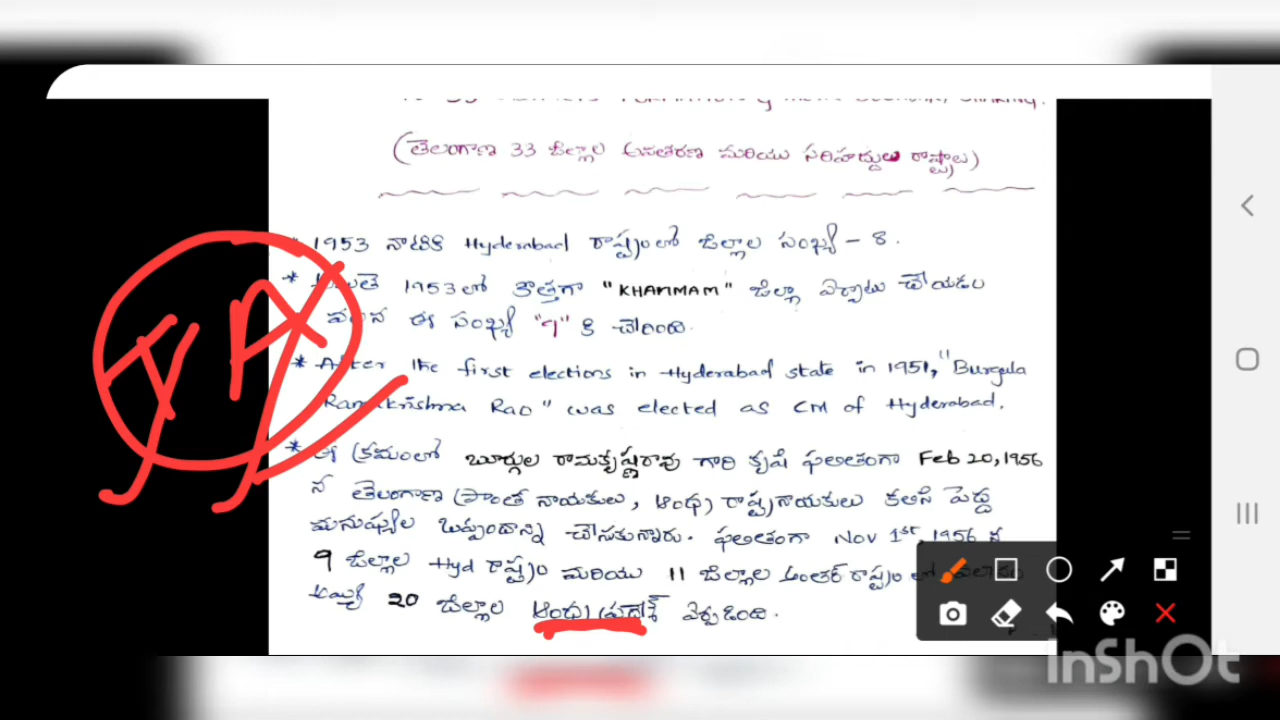 (తెలంగాణ 33 జిల్లాల అవతరణ మరియు సరిహద్దులు రాష్ట్రాలు)
1953 నాటికి Hyderabad రాష్ట్రంలో జిల్లాల సంఖ్య - 8.
* 1953లో కొత్తగా "KHAMMAM" జిల్లా ఏర్పాటు చేయడం
వలన ఈ సంఖ్య "9" కి చేరింది.
* After the first elections in Hyderabad state in 1951, "Burgula
Ramakrishna Rao" was elected as CM of Hyderabad.
* ఈ క్రమంలో బూర్గుల రామకృష్ణారావు గారి కృషి ఫలితంగా Feb 20, 1956
న తెలంగాణ ప్రాంత నాయకులు, ఆంధ్ర రాష్ట్ర నాయకులు కలిసి పెద్ద
మనుష్యుల ఒప్పందాన్ని చేసుకున్నారు. ఫలితంగా Nov 1st, 1956 న
9 జిల్లాల Hyd రాష్ట్రం మరియు 11 జిల్లాల ఆంధ్ర రాష్ట్రం లో
20 జిల్లాల ఆంధ్రప్రదేశ్ ఏర్పడింది.
InShOt